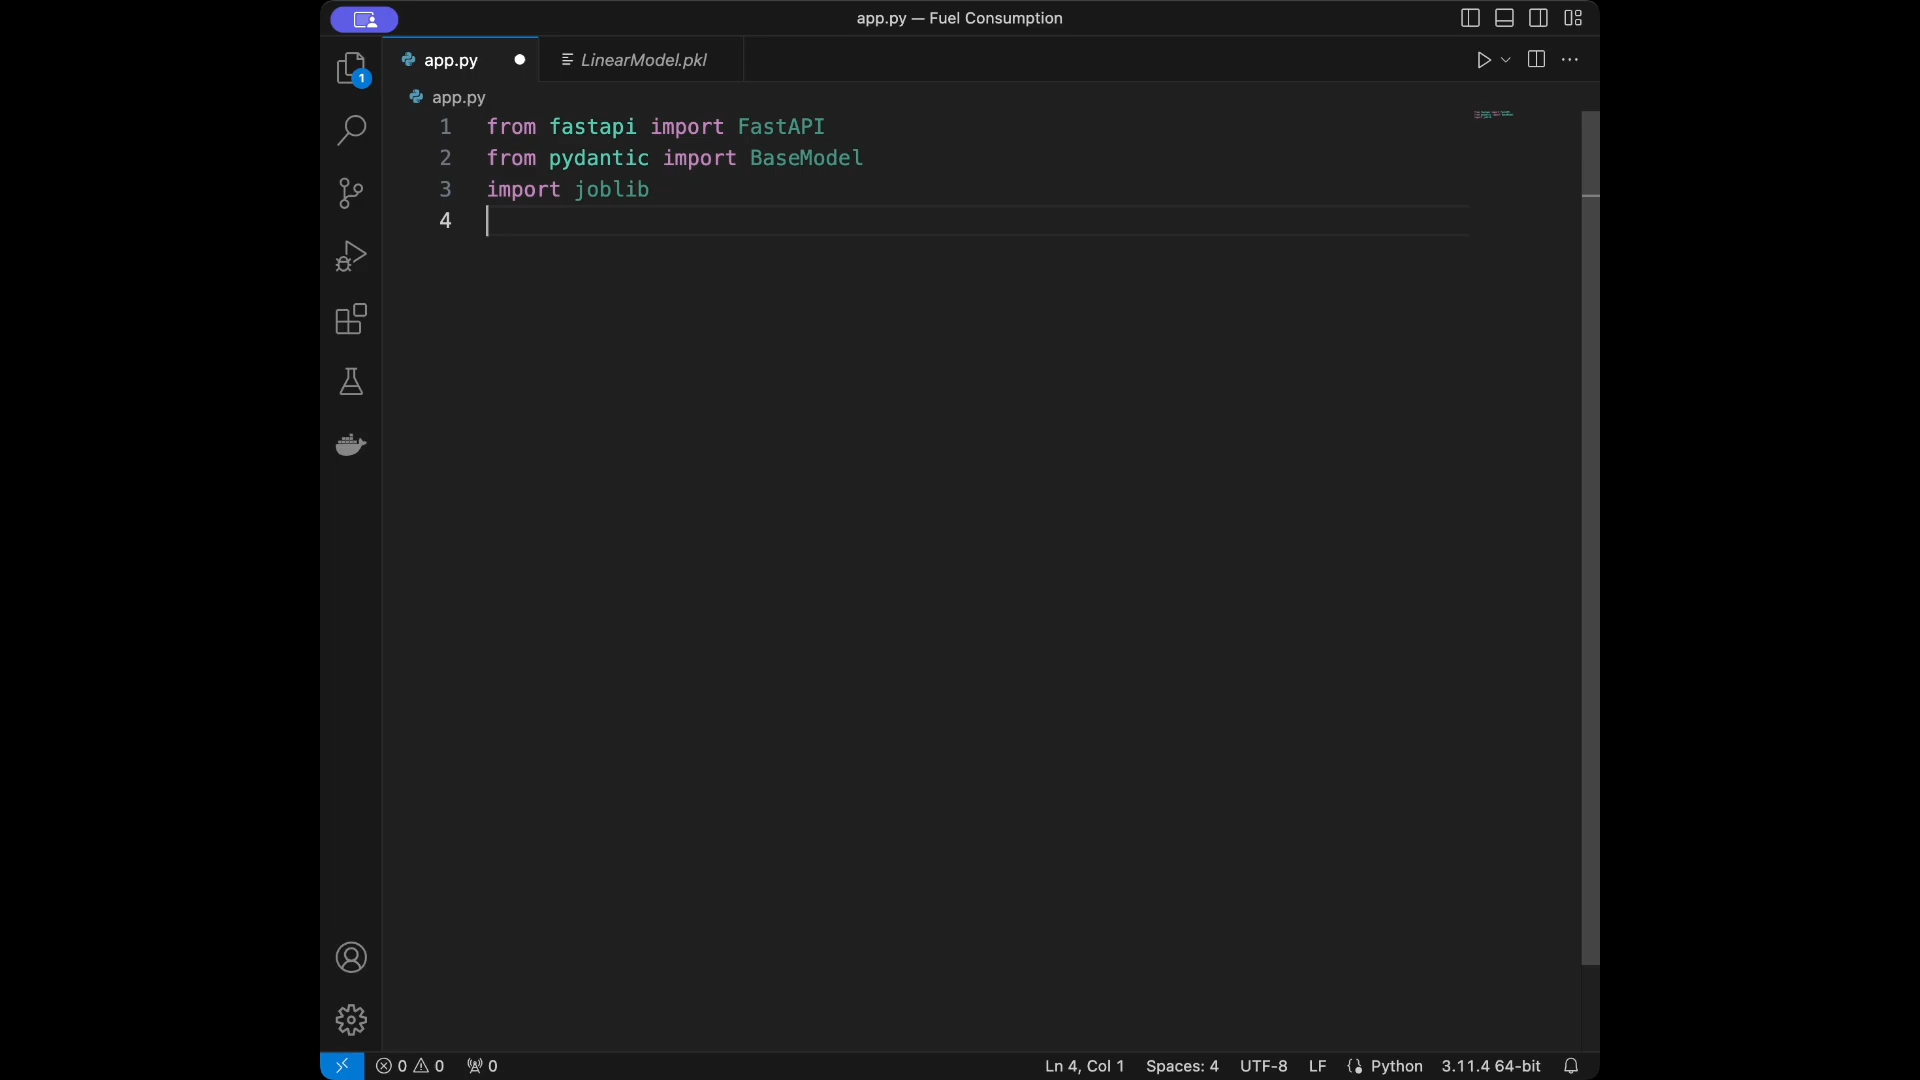 app.py — Fuel Consumption
1
app.py
LinearModel.pkl
app.py
1 from fastapi import FastAPI
2 from pydantic import BaseModel
3 import joblib
4
0 0 0
Ln 4, Col 1 Spaces: 4 UTF-8 LF Python 3.11.4 64-bit